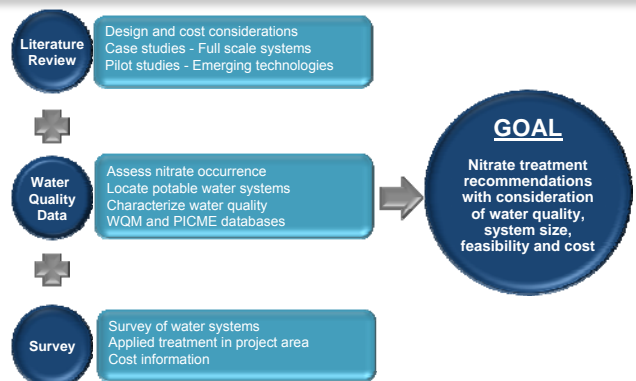 Literature
Review
Design and cost considerations
Case studies - Full scale systems
Pilot studies - Emerging technologies
Water
Quality
Data
Assess nitrate occurrence
Locate potable water systems
Characterize water quality
WQM and PICME databases
Survey
Survey of water systems
Applied treatment in project area
Cost information
GOAL
Nitrate treatment
recommendations
with consideration
of water quality,
system size,
feasibility and cost